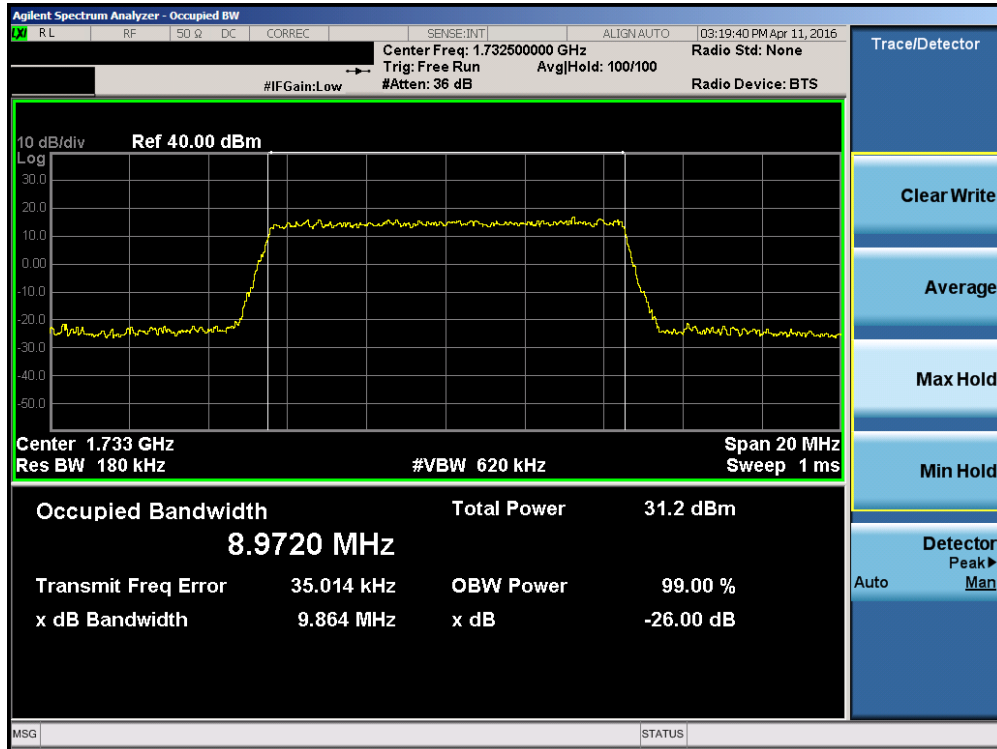 Agilent Spectrum Analyzer - Occupied BW
LXI RL RF 50 Ω DC CORREC SENSE:INT ALIGN AUTO 03:19:40 PM Apr 11, 2016
Center Freq: 1.732500000 GHz Radio Std: None
Trig: Free Run Avg|Hold: 100/100
#IFGain:Low #Atten: 36 dB Radio Device: BTS
10 dB/div Ref 40.00 dBm
Log
30.0
20.0
10.0
0.00
-10.0
-20.0
-30.0
-40.0
-50.0
Center 1.733 GHz Span 20 MHz
Res BW 180 kHz #VBW 620 kHz Sweep 1 ms
Occupied Bandwidth Total Power 31.2 dBm
8.9720 MHz
Transmit Freq Error 35.014 kHz OBW Power 99.00 %
x dB Bandwidth 9.864 MHz x dB -26.00 dB
MSG STATUS
Trace/Detector
Clear Write
Average
Max Hold
Min Hold
Detector
Peak▶
Auto Man